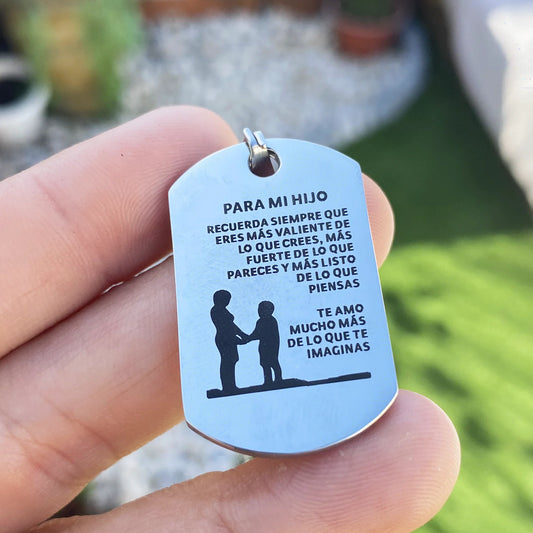 PARA MI HIJO
RECUERDA SIEMPRE QUE
ERES MÁS VALIENTE DE
LO QUE CREES, MÁS
FUERTE DE LO QUE
PARECES Y MÁS LISTO
DE LO QUE
PIENSAS
TE AMO
MUCHO MÁS
DE LO QUE TE
IMAGINAS